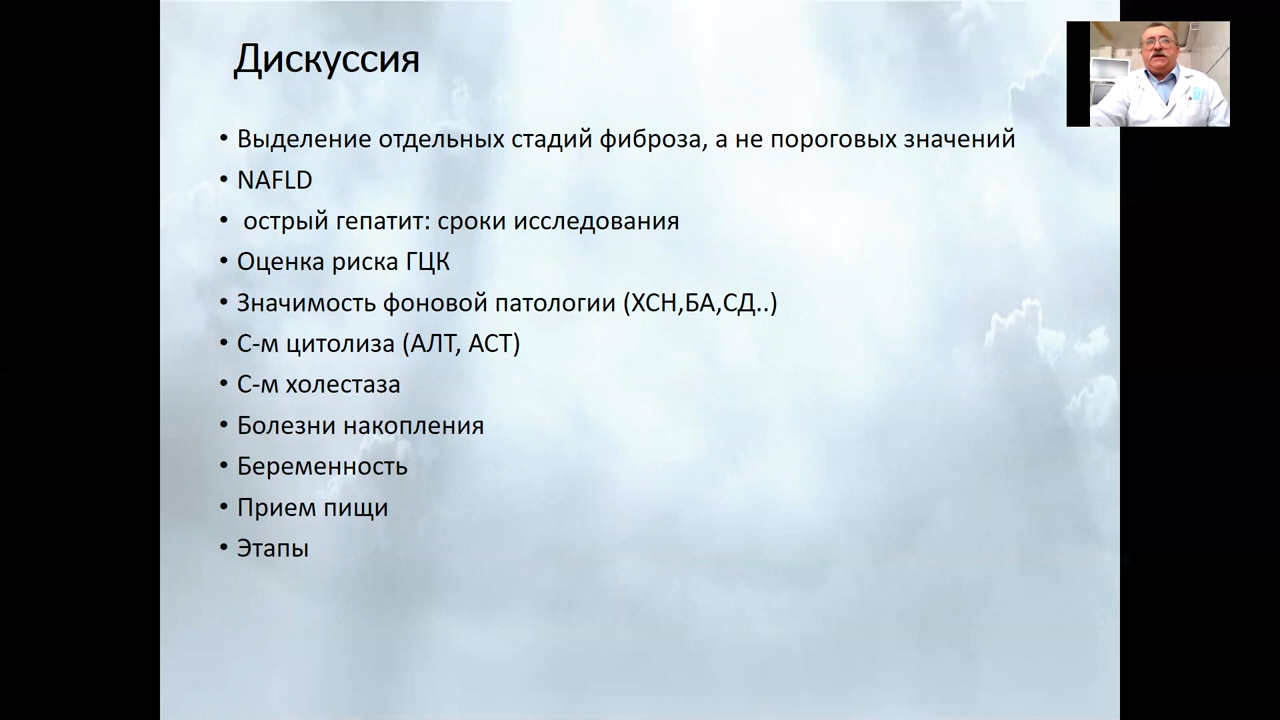 Дискуссия
• Выделение отдельных стадий фиброза, а не пороговых значений
• NAFLD
• острый гепатит: сроки исследования
• Оценка риска ГЦК
• Значимость фоновой патологии (ХСН,БА,СД..)
• С-м цитолиза (АЛТ, АСТ)
• С-м холестаза
• Болезни накопления
• Беременность
• Прием пищи
• Этапы